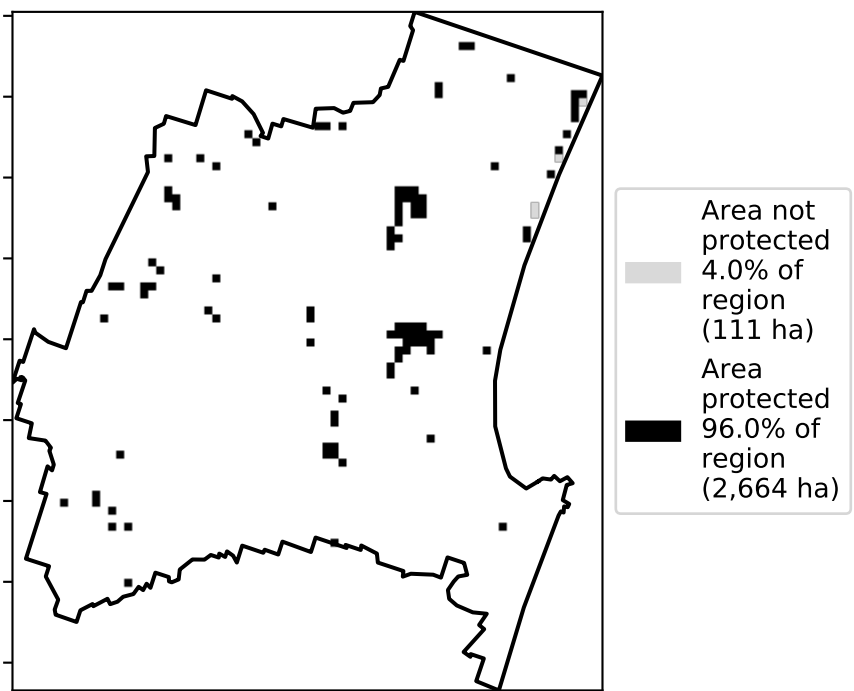 Area not
protected
4.0% of
region
(111 ha)
Area
protected
96.0% of
region
(2,664 ha)